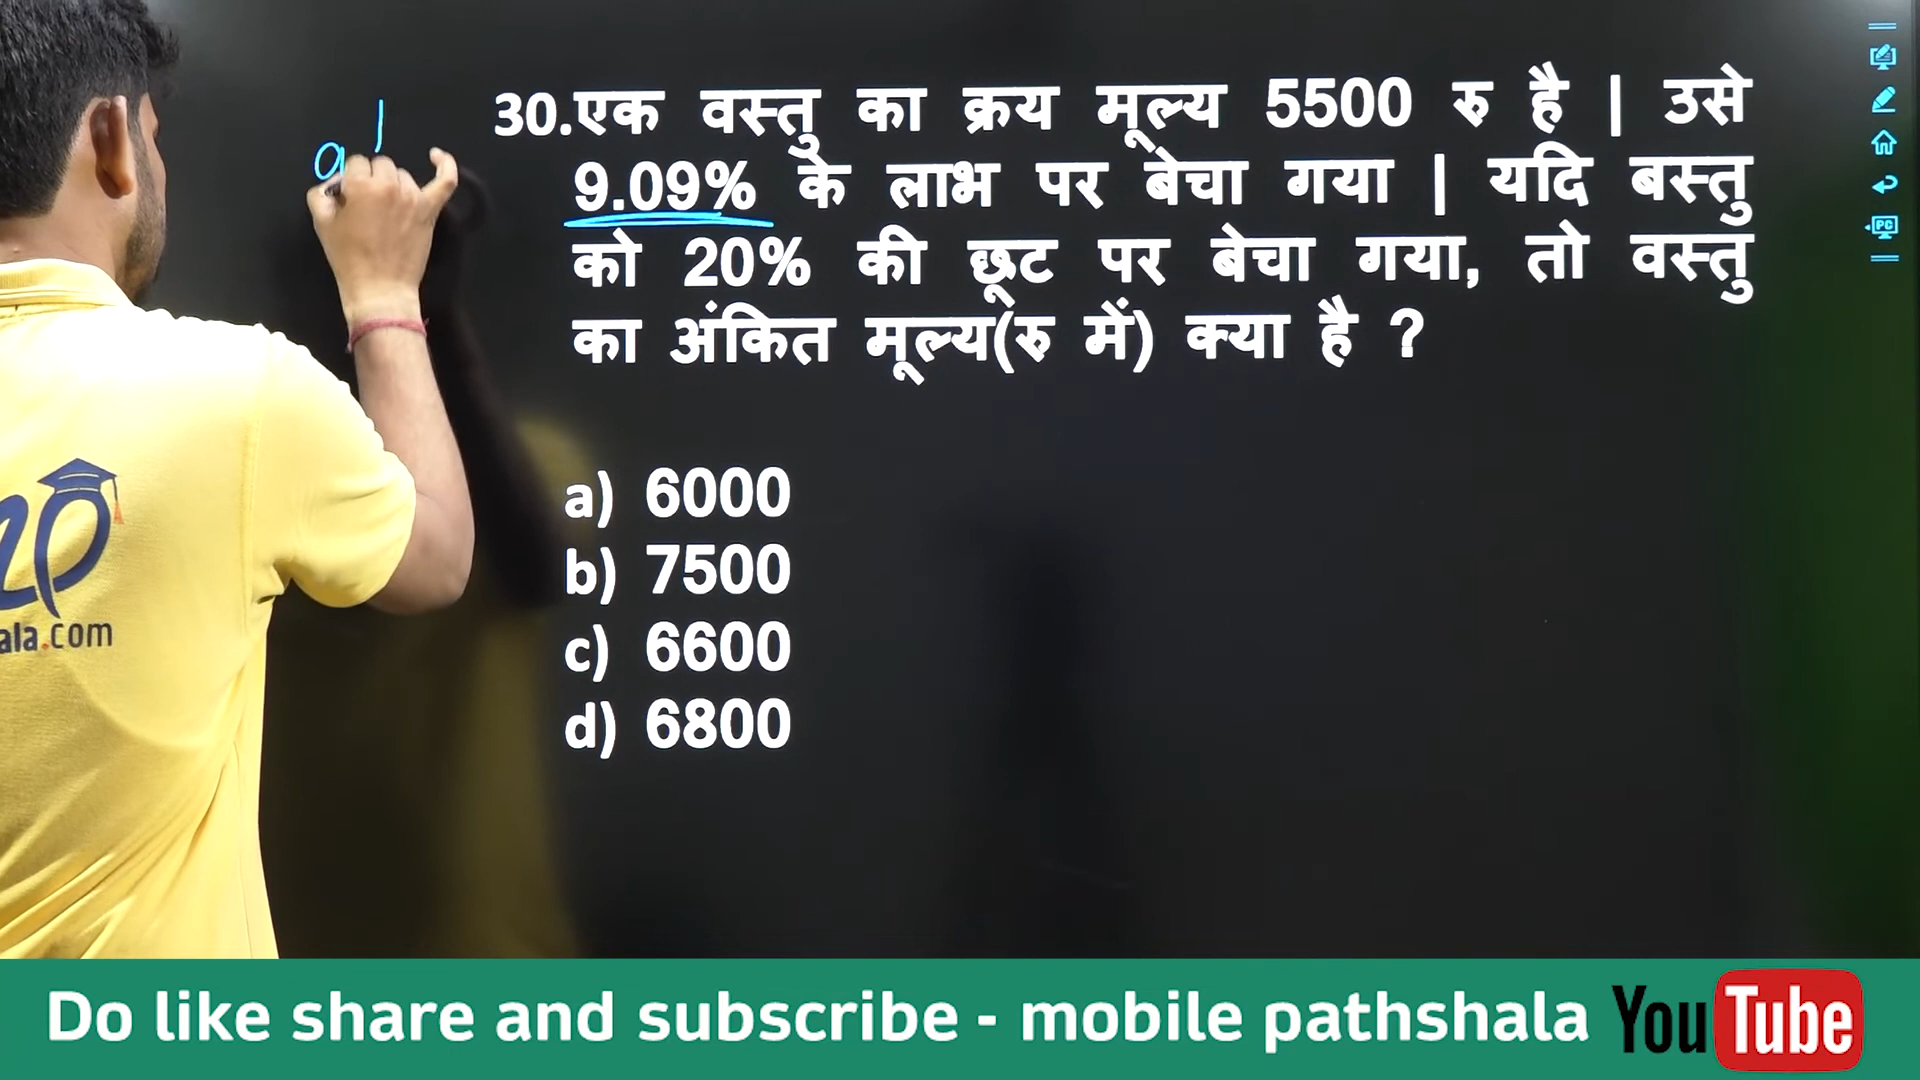 30.एक वस्तु का क्रय मूल्य 5500 रु है | उसे
9.09% के लाभ पर बेचा गया | यदि बस्तु
को 20% की छूट पर बेचा गया, तो वस्तु
का अंकित मूल्य(रु में) क्या है ?
a) 6000
b) 7500
c) 6600
d) 6800
ala.com
PC
Do like share and subscribe - mobile pathshala YouTube